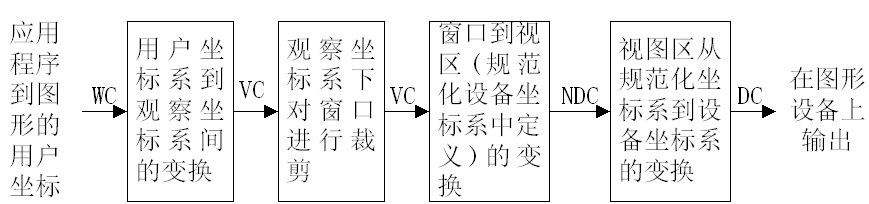 应用
程序
到图
形的
用户
坐标
WC
用户坐
标系到
观察坐
标系间
的变换
VC
观察坐
标系下
对窗口
进行裁
剪
VC
窗口到视
区(规范
化设备坐
标系中定
义)的变
换
NDC
视图区从
规范化坐
标系到设
备坐标系
的变换
DC
在图形
设备上
输出